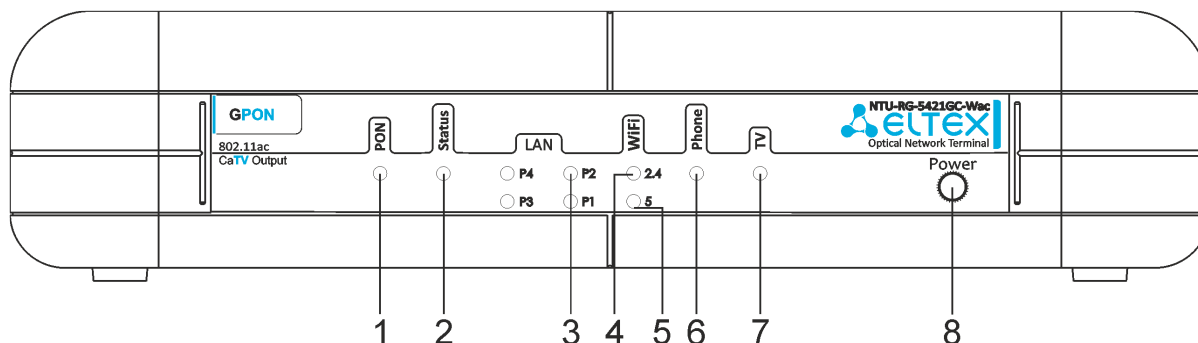 GPON
802.11ac
CaTV Output
PON
Status
LAN
P4
P2
P3
P1
WiFi
2.4
5
Phone
TV
NTU-RG-5421GC-Wac
ELTEX
Optical Network Terminal
Power
1 2 3 4 5 6 7 8